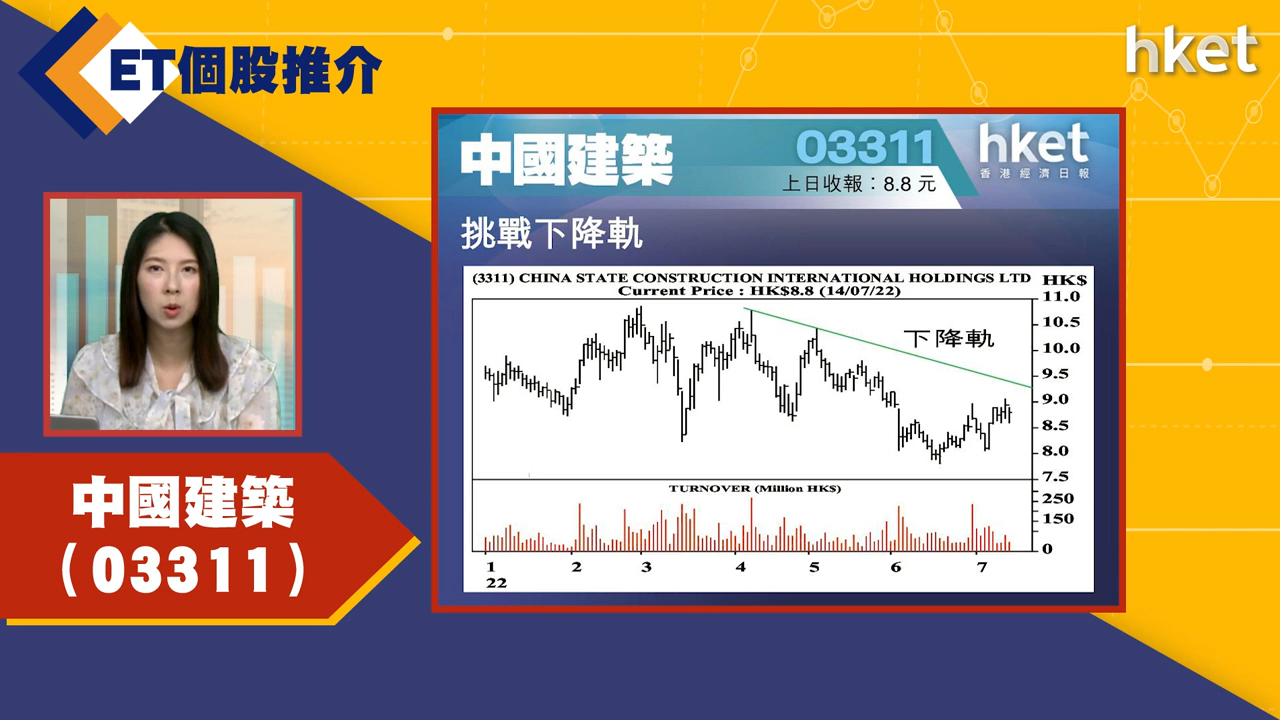 ET個股推介
hket
中國建築
03311
上日收報：8.8 元
hket
香港經濟日報
挑戰下降軌
(3311) CHINA STATE CONSTRUCTION INTERNATIONAL HOLDINGS LTD
HK$
Current Price : HK$8.8 (14/07/22)
11.0
10.5
下降軌
10.0
9.5
9.0
8.5
8.0
7.5
TURNOVER (Million HK$)
250
150
0
1 2 3 4 5 6 7
22
中國建築
（03311）